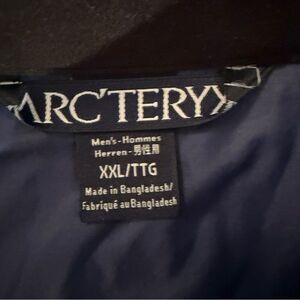 ARC'TERYX
Men's-Hommes
Herren-男性用
XXL/TTG
Made in Bangladesh/
Fabriqué au Bangladesh